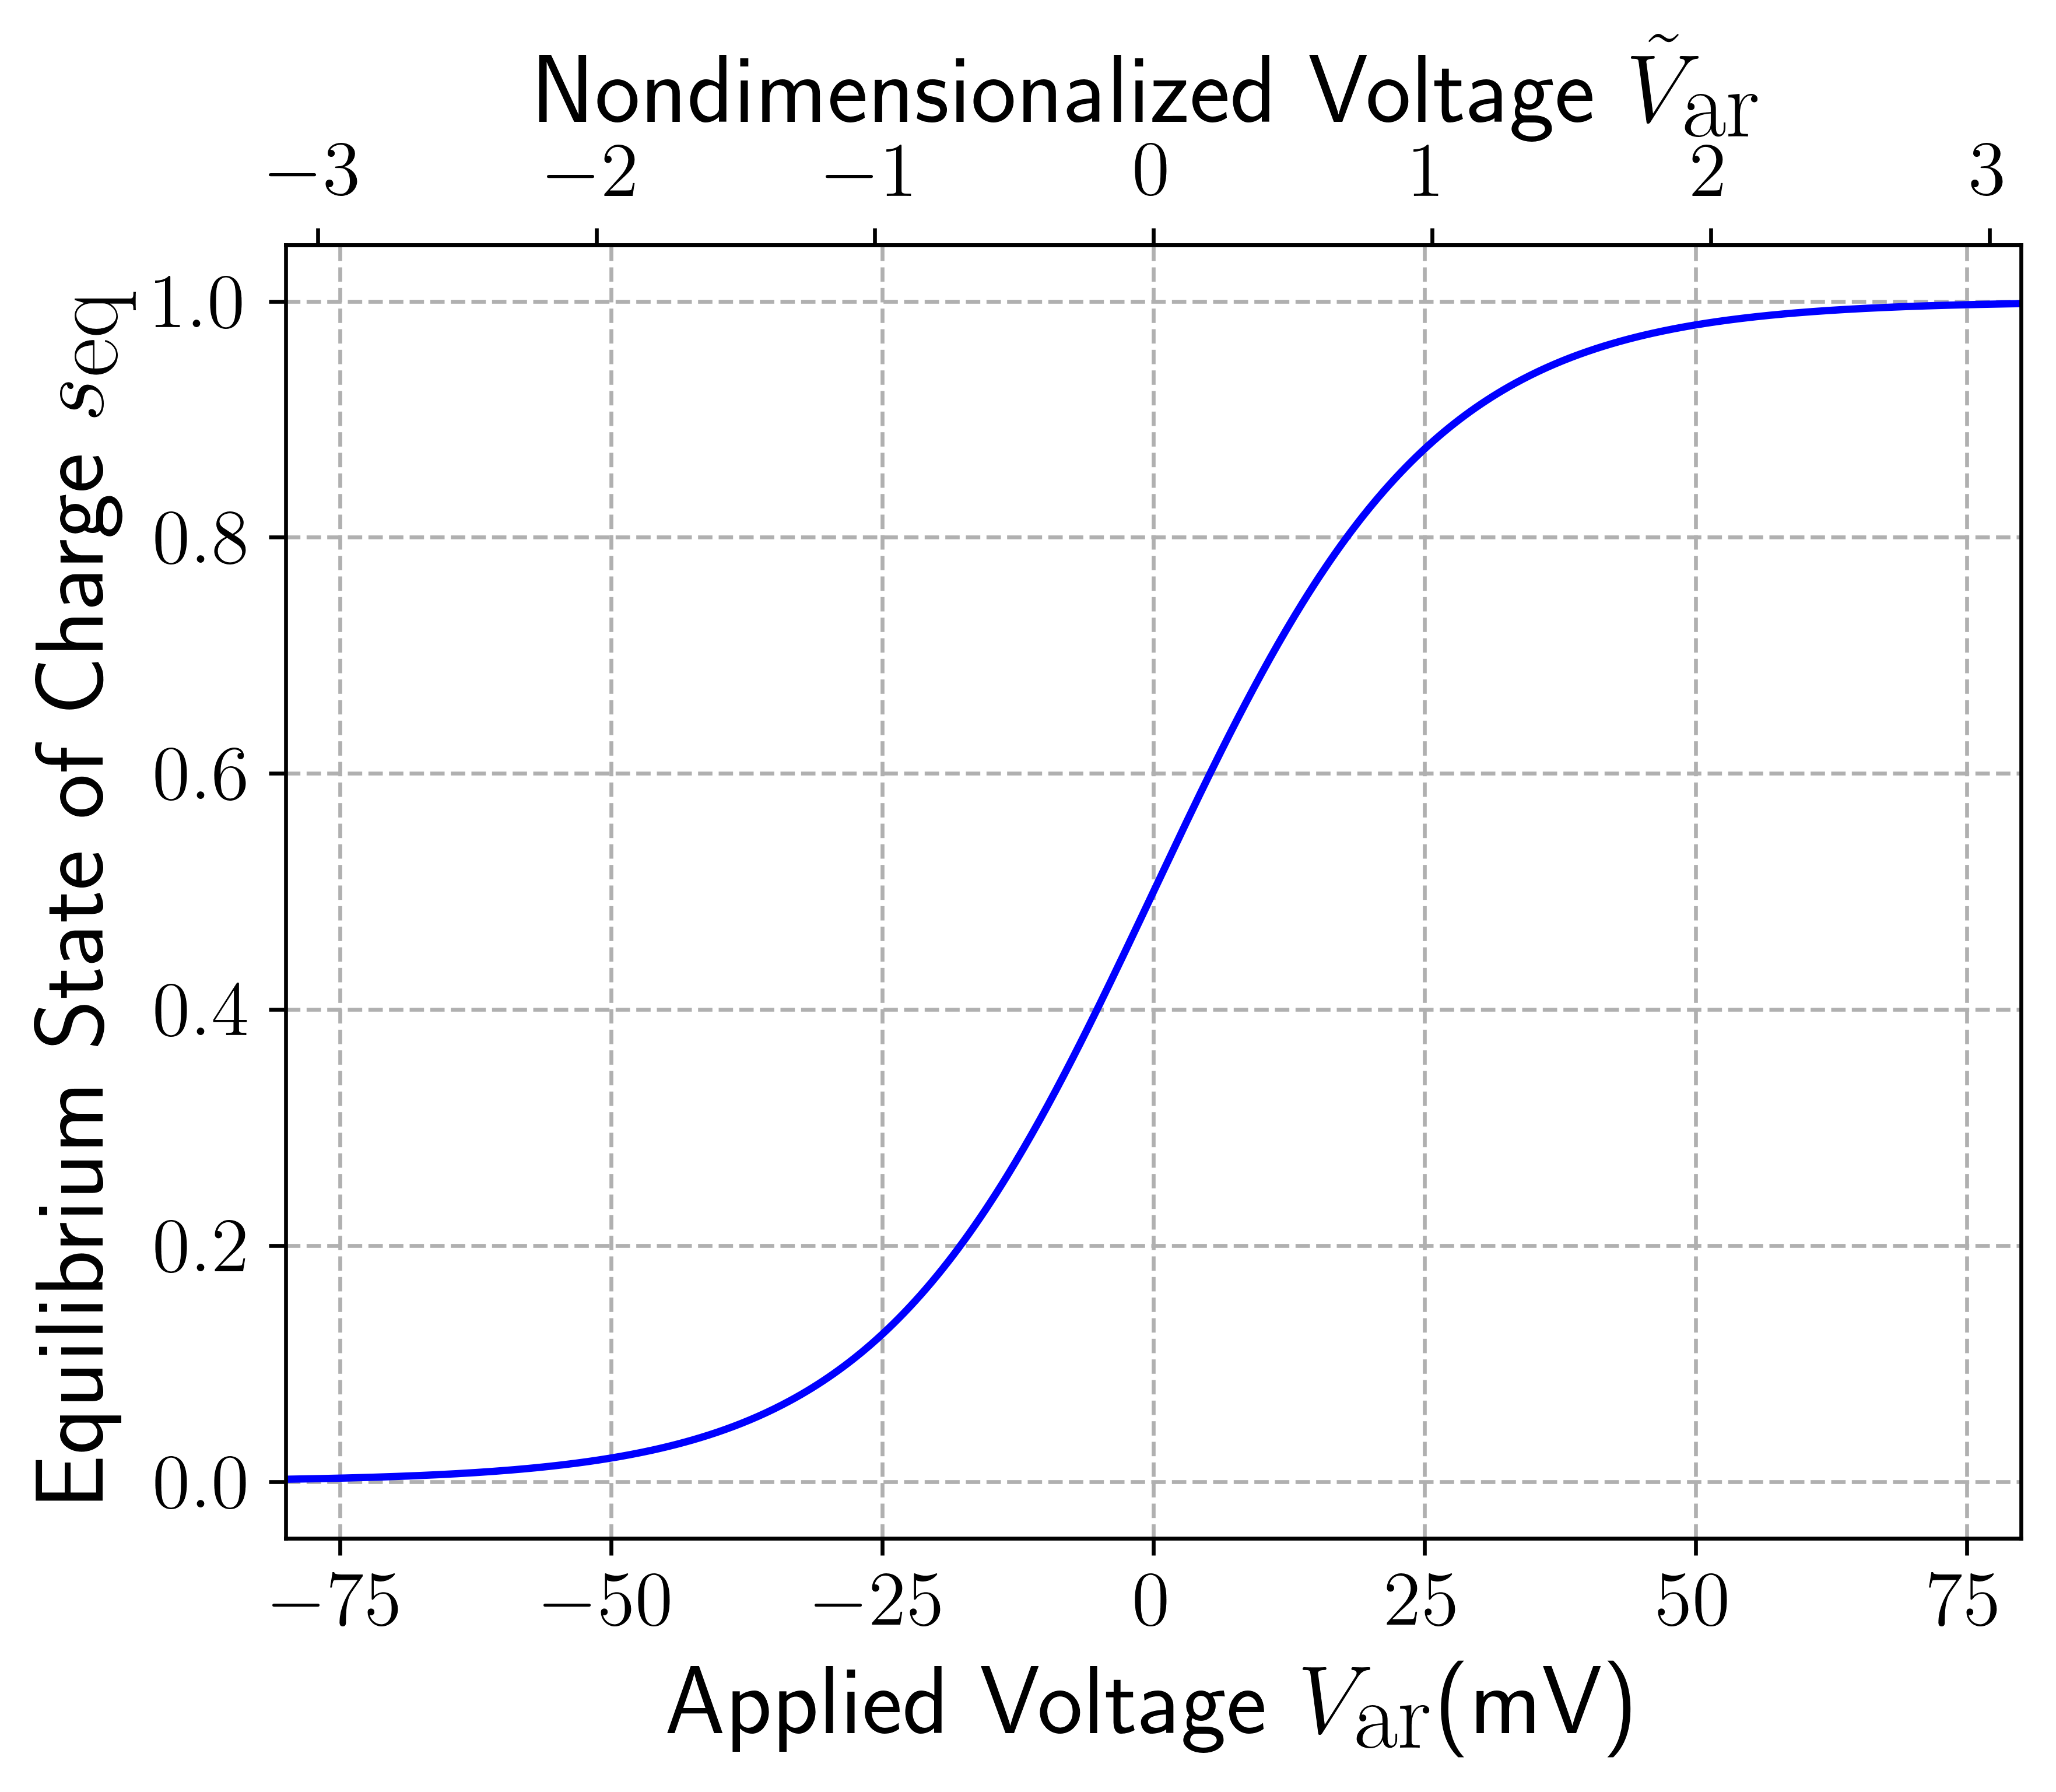 Nondimensionalized Voltage Ṽar
−3 −2 −1 0 1 2 3
Equilibrium State of Charge seq
1.0
0.8
0.6
0.4
0.2
0.0
−75 −50 −25 0 25 50 75
Applied Voltage Var(mV)